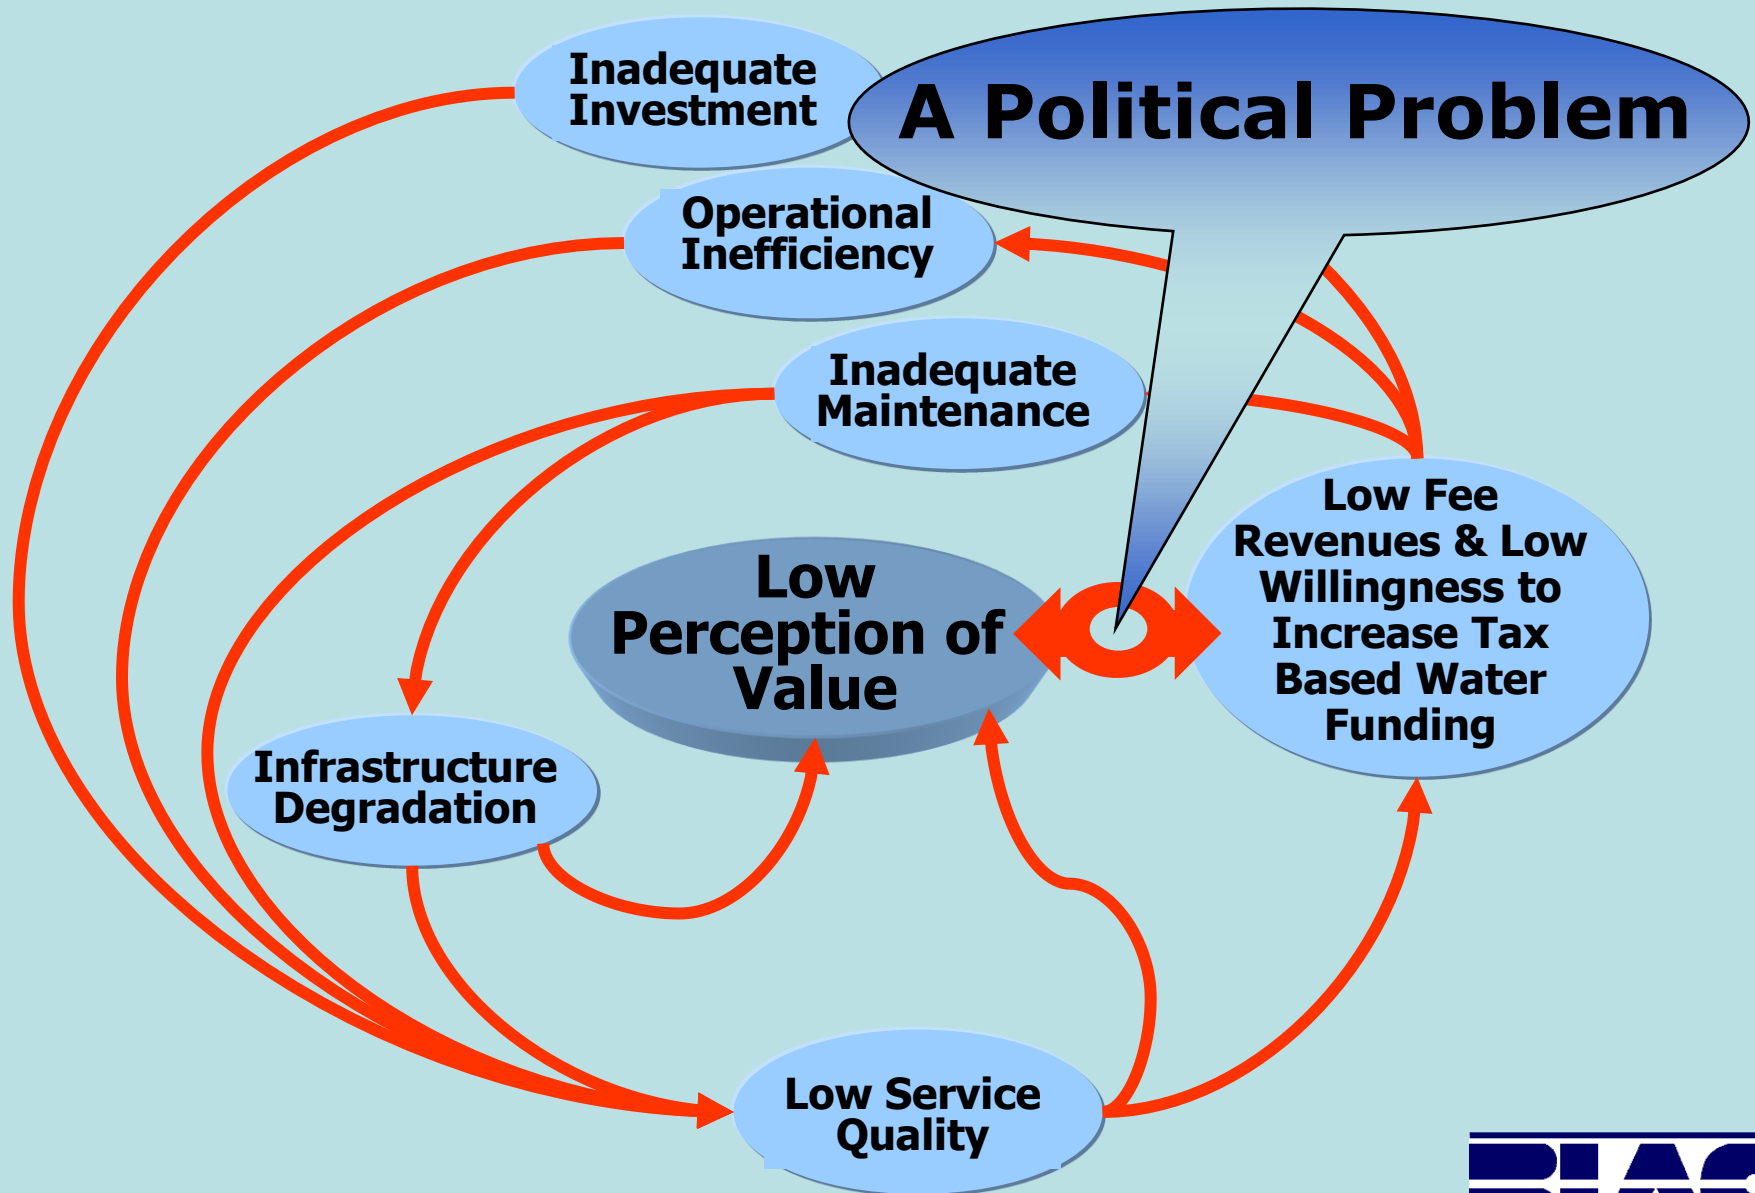 Inadequate
Investment
A Political Problem
Operational
Inefficiency
Inadequate
Maintenance
Low Fee
Revenues & Low
Willingness to
Increase Tax
Based Water
Funding
Low
Perception of
Value
Infrastructure
Degradation
Low Service
Quality